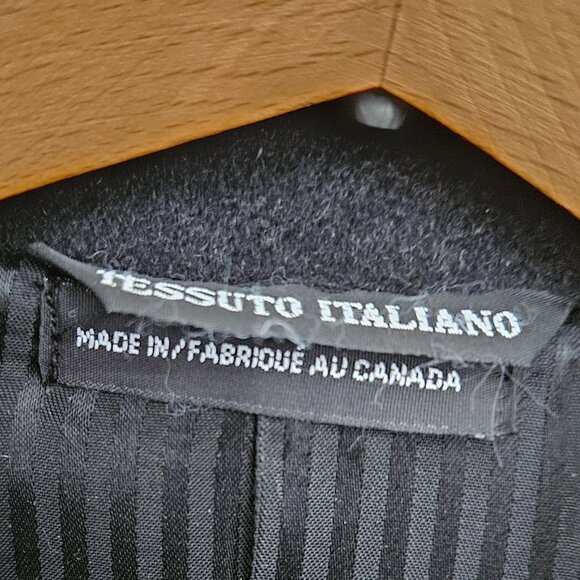 TESSUTO ITALIANO
MADE IN/FABRIQUÉ AU CANADA